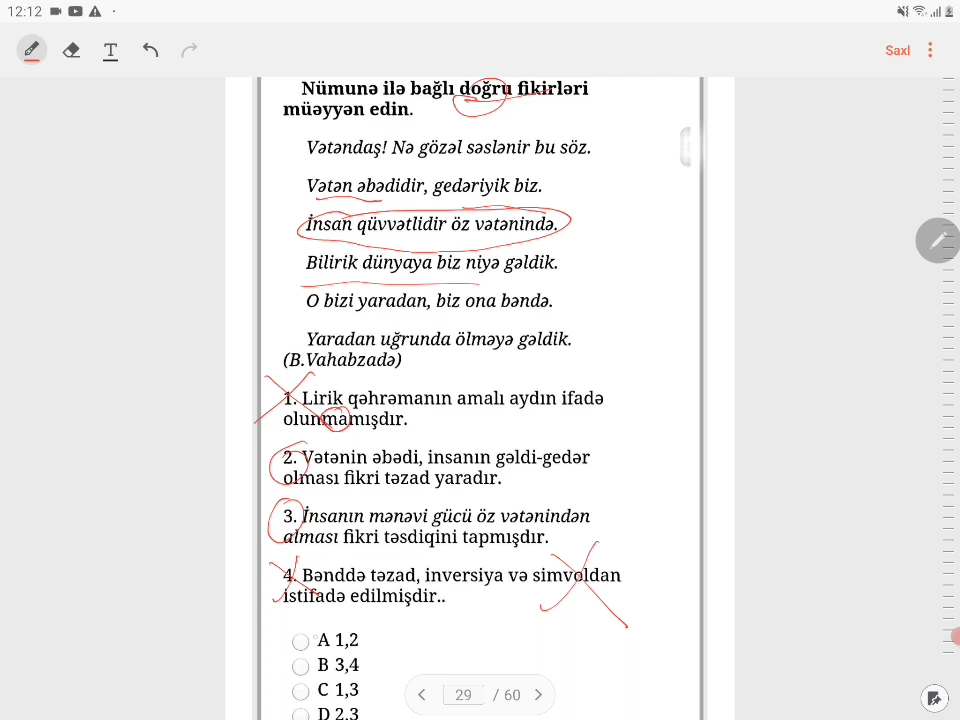 12:12
T
Saxl
Nümunə ilə bağlı doğru fikirləri
müəyyən edin.
Vətəndaş! Nə gözəl səslənir bu söz.
Vətən əbədidir, gedəriyik biz.
İnsan qüvvətlidir öz vətənində.
Bilirik dünyaya biz niyə gəldik.
O bizi yaradan, biz ona bəndə.
Yaradan uğrunda ölməyə gəldik.
(B.Vahabzadə)
1. Lirik qəhrəmanın amalı aydın ifadə
olunmamışdır.
2. Vətənin əbədi, insanın gəldi-gedər
olması fikri təzad yaradır.
3. İnsanın mənəvi gücü öz vətənindən
alması fikri təsdiqini tapmışdır.
4. Bənddə təzad, inversiya və simvoldan
istifadə edilmişdir..
A 1,2
B 3,4
C 1,3
D 2,3
29 / 60